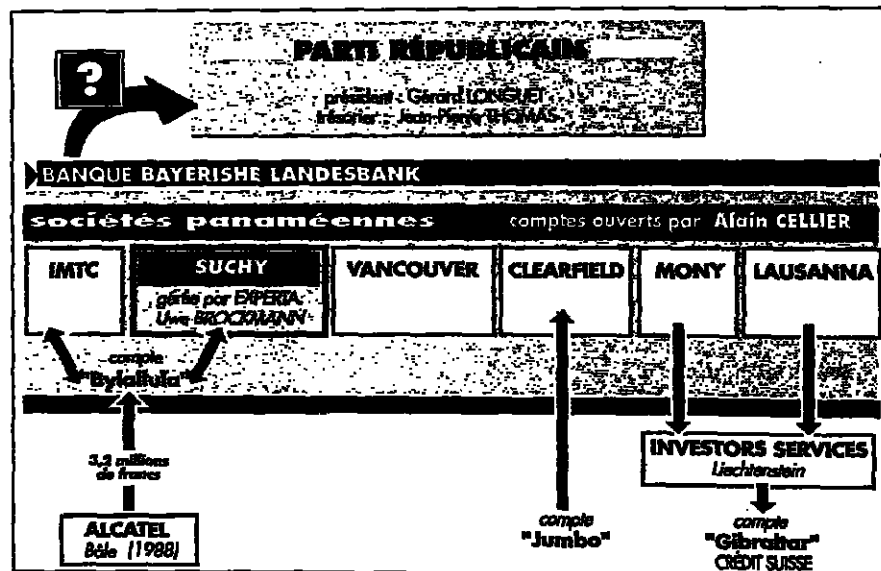 ?
PARTI RÉPUBLICAIN
président : Gérard LONGUET
trésorier : Jean-Pierre THOMAS
BANQUE BAYERISHE LANDESBANK
sociétés panaméennes comptes ouverts par Alain CELLIER
IMTC
SUCHY
gérée par EXPERTA
Uwe BROCKMANN
VANCOUVER
CLEARFIELD
MONY
LAUSANNA
compte
3,2 millions
de francs
ALCATEL
Bâle (1988)
compte
"Jumbo"
INVESTORS SERVICES
Liechtenstein
compte
"Gibraltar"
CRÉDIT SUISSE